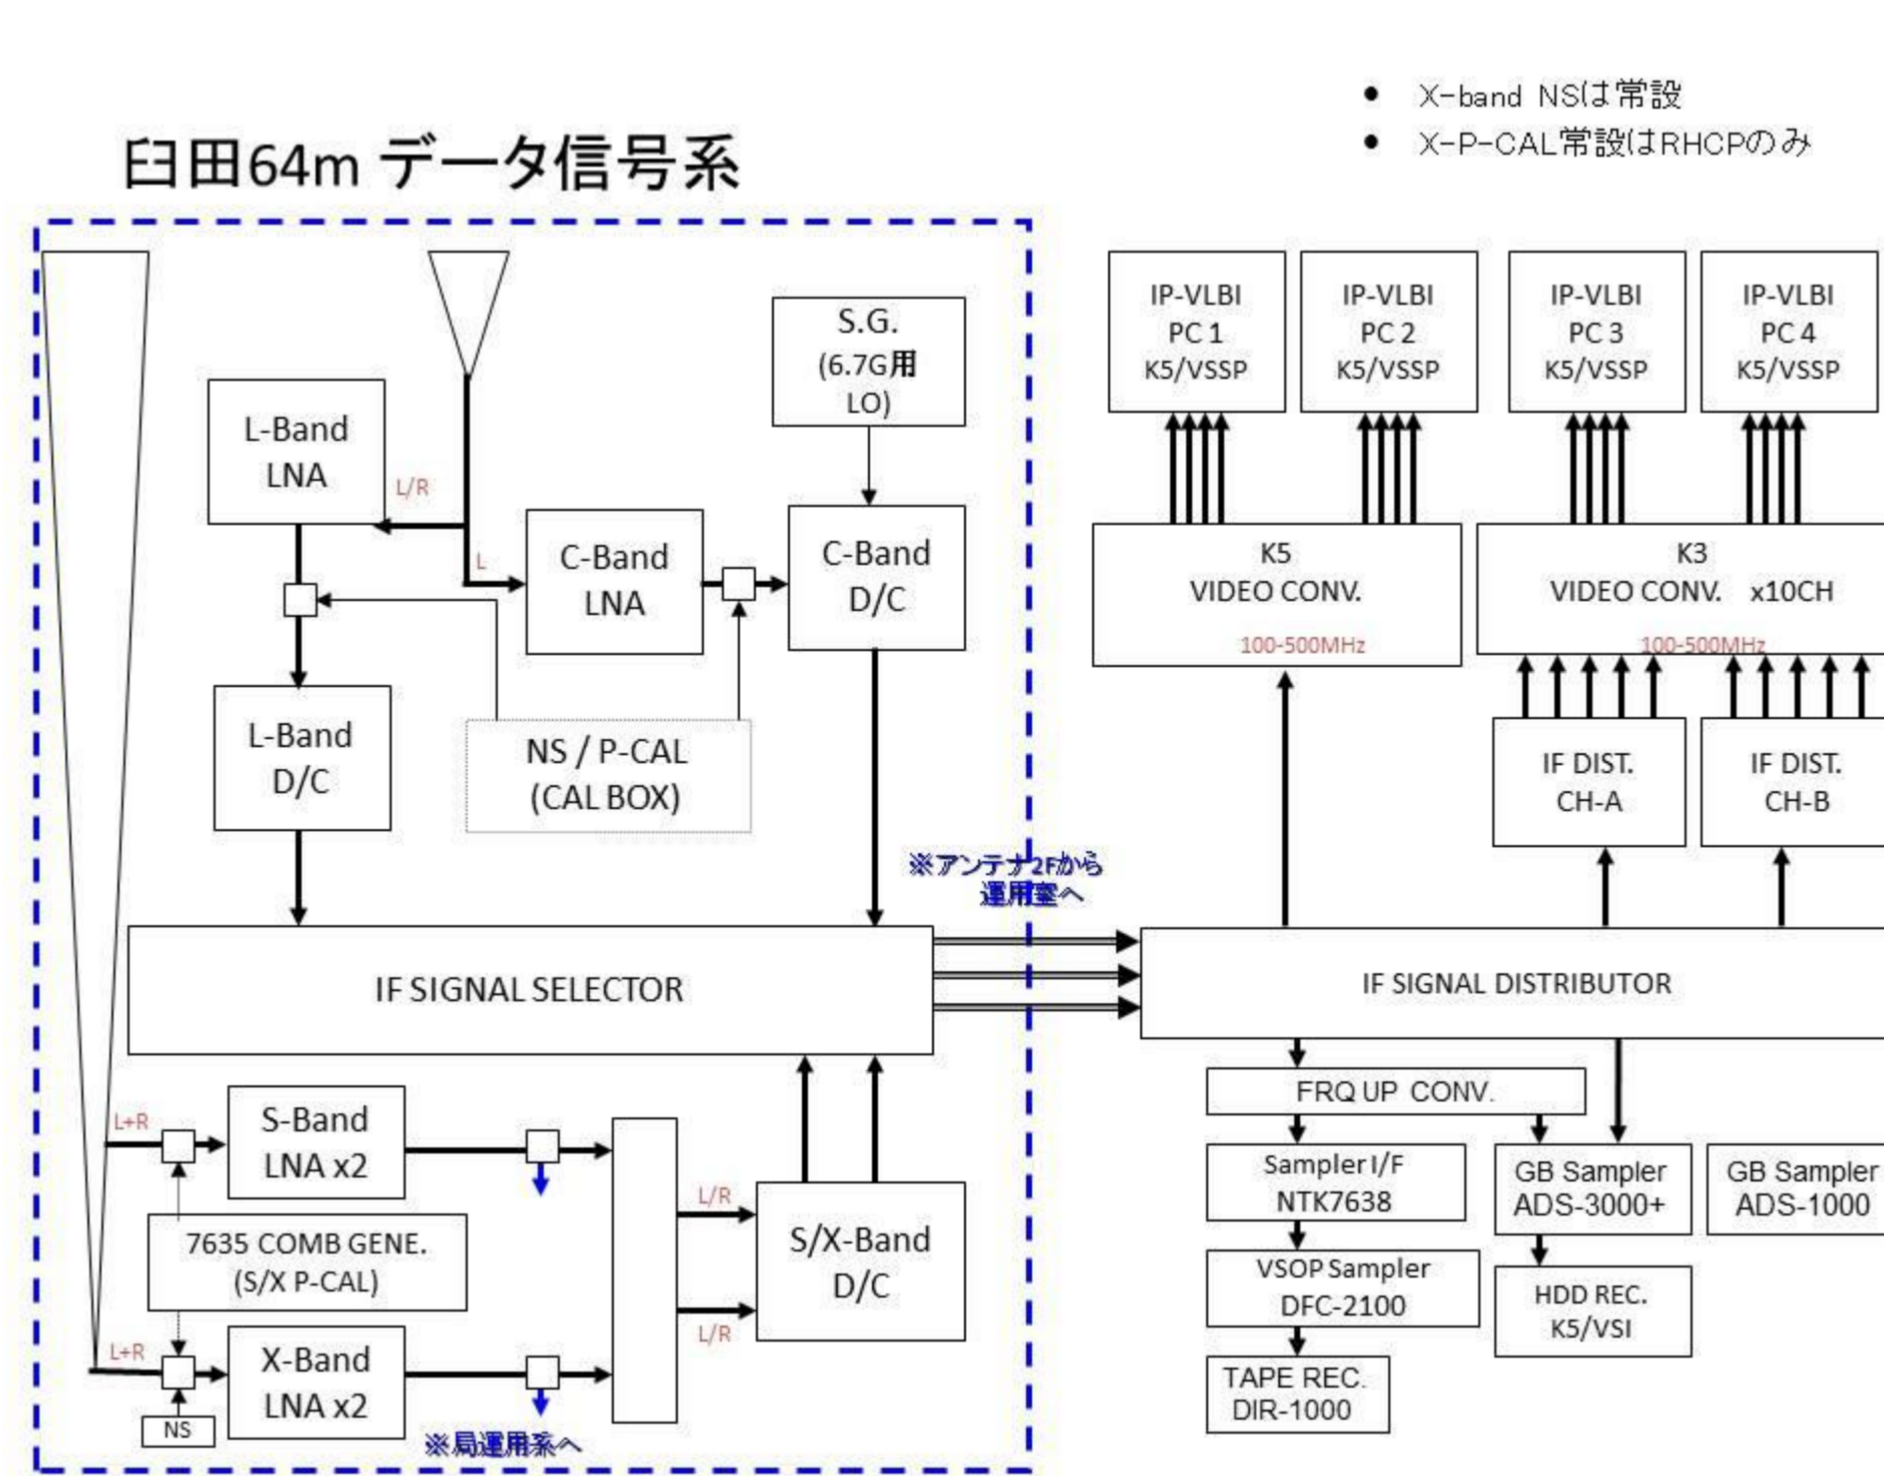 • X-band NSは常設
• X-P-CAL常設はRHCPのみ
臼田64m データ信号系
S.G.
(6.7G用
LO)
L-Band
LNA
L/R
L
C-Band
LNA
C-Band
D/C
L-Band
D/C
NS / P-CAL
(CAL BOX)
※アンテナ2Fから
運用室へ
IF SIGNAL SELECTOR
L+R
S-Band
LNA x2
7635 COMB GENE.
(S/X P-CAL)
L+R
X-Band
LNA x2
NS
※局運用系へ
L/R
L/R
S/X-Band
D/C
IP-VLBI
PC 1
K5/VSSP
IP-VLBI
PC 2
K5/VSSP
IP-VLBI
PC 3
K5/VSSP
IP-VLBI
PC 4
K5/VSSP
K5
VIDEO CONV.
100-500MHz
K3
VIDEO CONV. x10CH
100-500MHz
IF DIST.
CH-A
IF DIST.
CH-B
IF SIGNAL DISTRIBUTOR
FRQ UP CONV.
Sampler I/F
NTK7638
VSOP Sampler
DFC-2100
TAPE REC.
DIR-1000
GB Sampler
ADS-3000+
HDD REC.
K5/VSI
GB Sampler
ADS-1000